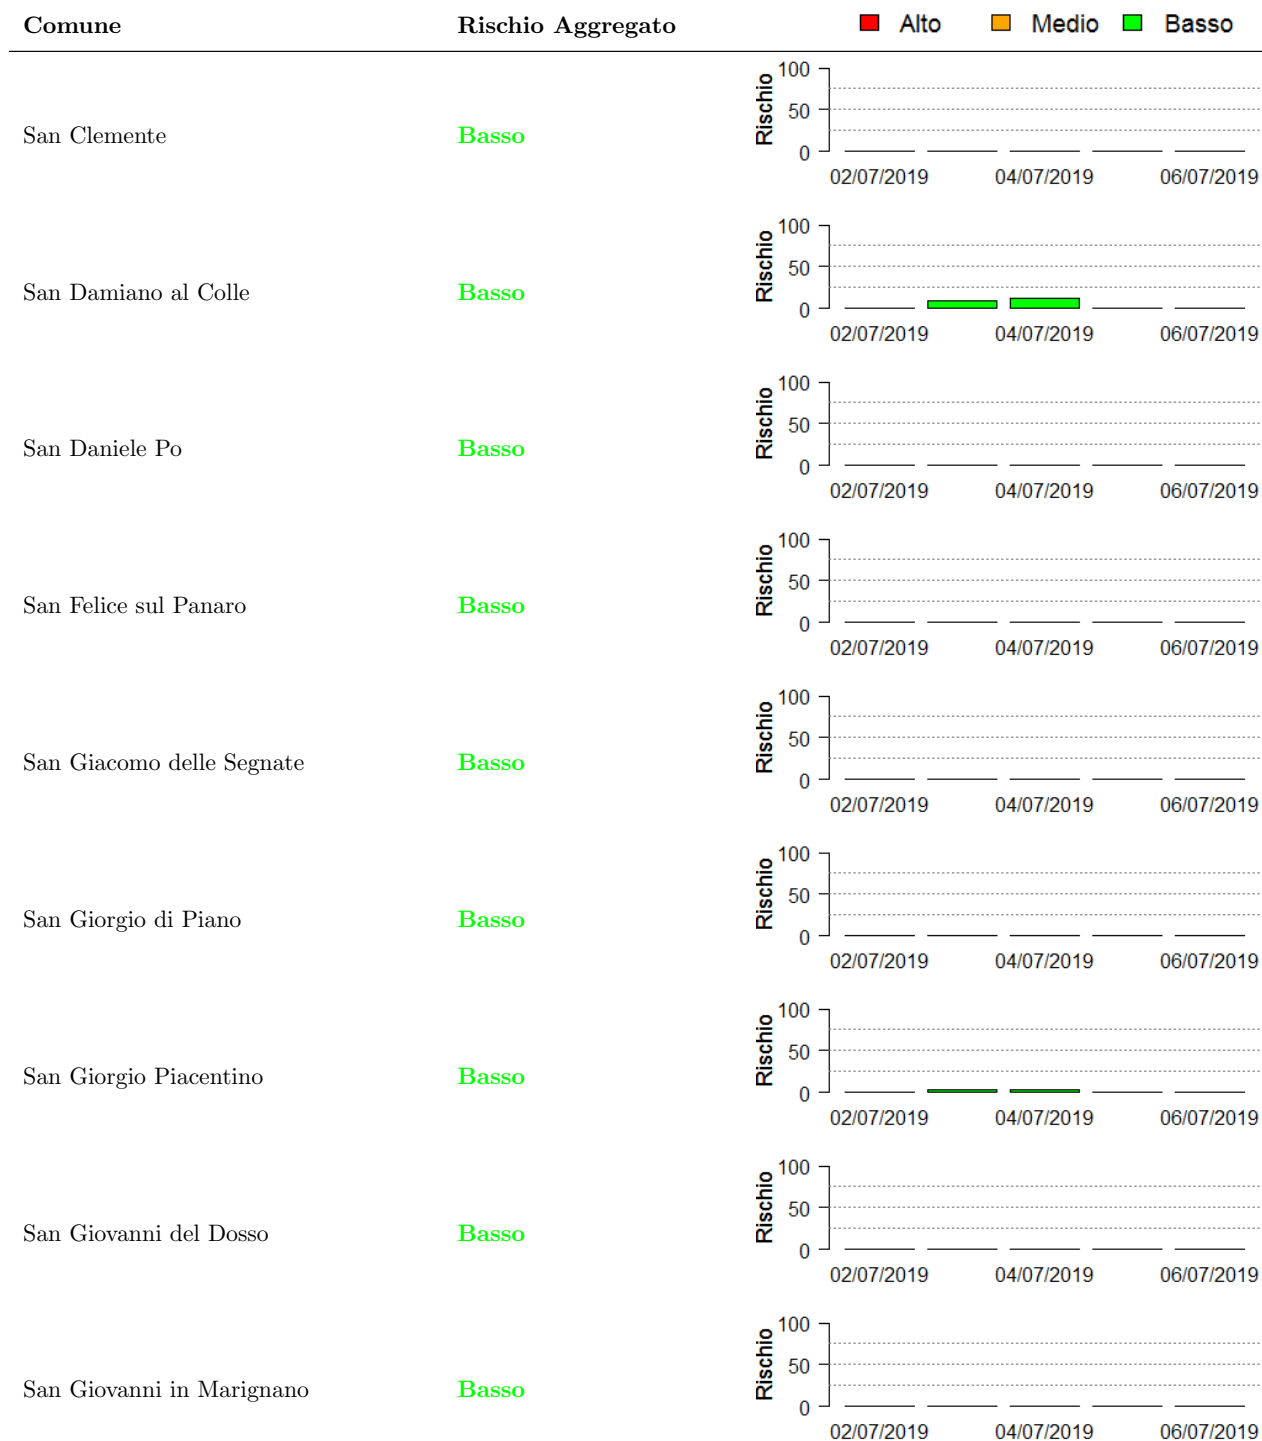 Comune Rischio Aggregato Alto Medio Basso
San Clemente Basso Rischio 100 50 0
02/07/2019 04/07/2019 06/07/2019
San Damiano al Colle Basso Rischio 100 50 0
02/07/2019 04/07/2019 06/07/2019
San Daniele Po Basso Rischio 100 50 0
02/07/2019 04/07/2019 06/07/2019
San Felice sul Panaro Basso Rischio 100 50 0
02/07/2019 04/07/2019 06/07/2019
San Giacomo delle Segnate Basso Rischio 100 50 0
02/07/2019 04/07/2019 06/07/2019
San Giorgio di Piano Basso Rischio 100 50 0
02/07/2019 04/07/2019 06/07/2019
San Giorgio Piacentino Basso Rischio 100 50 0
02/07/2019 04/07/2019 06/07/2019
San Giovanni del Dosso Basso Rischio 100 50 0
02/07/2019 04/07/2019 06/07/2019
San Giovanni in Marignano Basso Rischio 100 50 0
02/07/2019 04/07/2019 06/07/2019